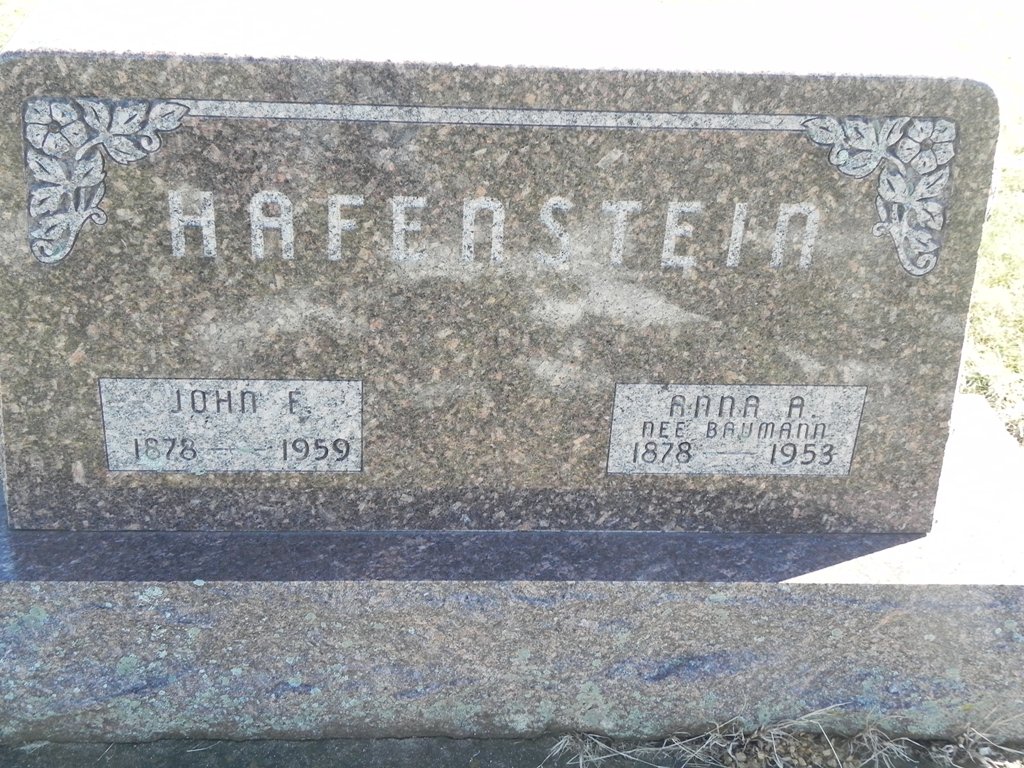 HAFENSTEIN
JOHN F.
1878 — 1959
ANNA A.
NEE BAUMANN
1878 — 1953